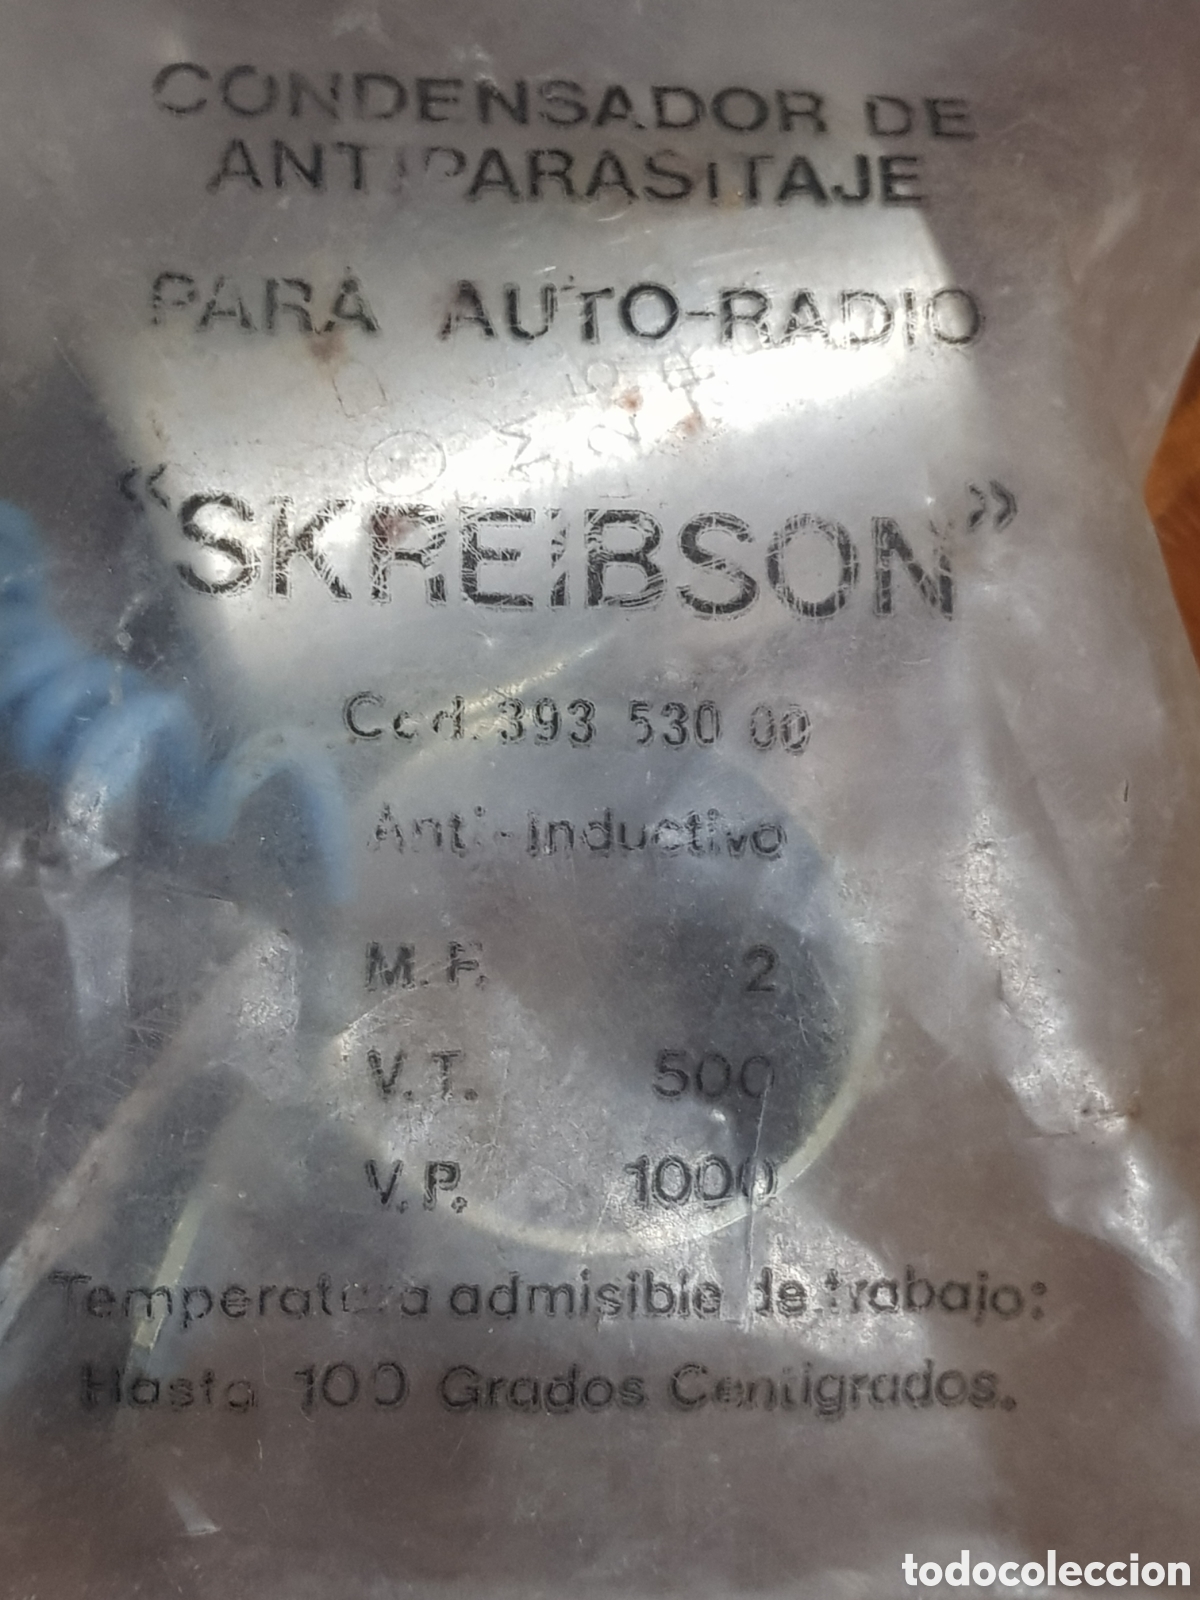 CONDENSADOR DE
ANTIPARASITAJE
PARA AUTO-RADIO
"SKREIBSON"
Cod. 393 530 00
Anti-Inductivo
M.F. 2
V.T. 500
V.P. 1000
Temperatura admisible de trabajo:
Hasta 100 Grados Centigrados.
todocoleccion